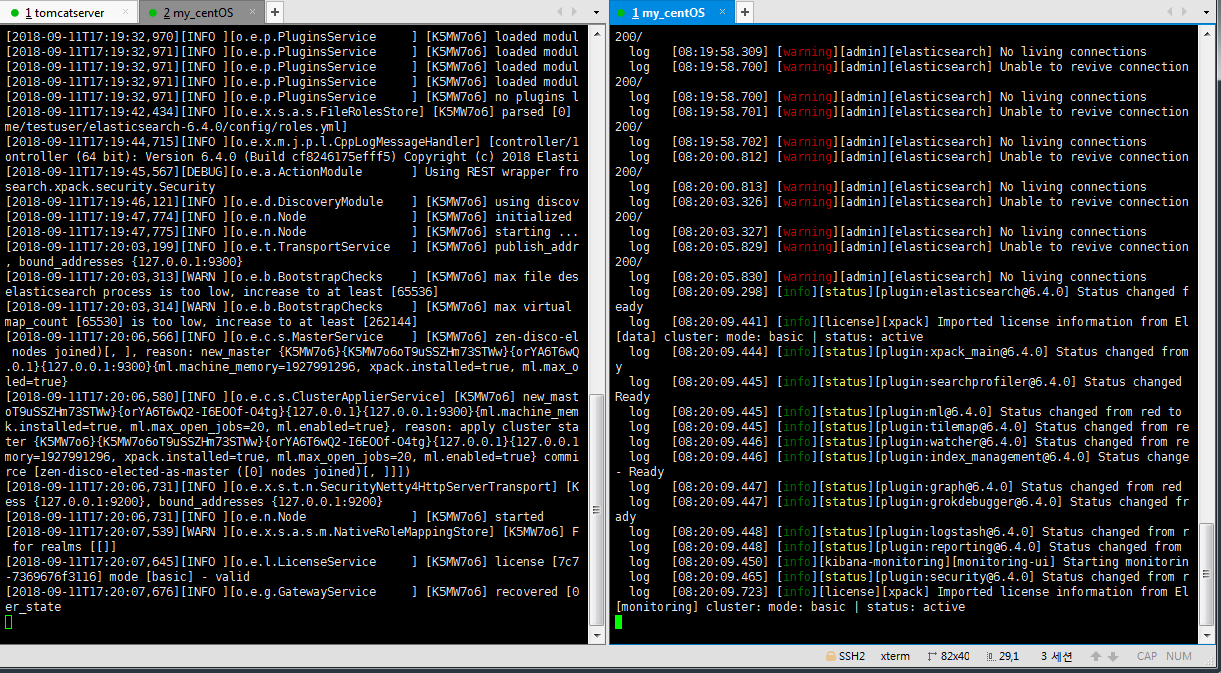 1 tomcatserver
2 my_centOS
1 my_centOS
[2018-09-11T17:19:32,970][INFO ][o.e.p.PluginsService     ] [K5MW7o6] loaded modul
[2018-09-11T17:19:32,971][INFO ][o.e.p.PluginsService     ] [K5MW7o6] loaded modul
[2018-09-11T17:19:32,971][INFO ][o.e.p.PluginsService     ] [K5MW7o6] loaded modul
[2018-09-11T17:19:32,971][INFO ][o.e.p.PluginsService     ] [K5MW7o6] loaded modul
[2018-09-11T17:19:32,971][INFO ][o.e.p.PluginsService     ] [K5MW7o6] no plugins l
[2018-09-11T17:19:42,434][INFO ][o.e.x.s.a.s.FileRolesStore] [K5MW7o6] parsed [0]
me/testuser/elasticsearch-6.4.0/config/roles.yml]
[2018-09-11T17:19:44,715][INFO ][o.e.x.m.j.p.l.CppLogMessageHandler] [controller/1
ontroller (64 bit): Version 6.4.0 (Build cf8246175efff5) Copyright (c) 2018 Elasti
[2018-09-11T17:19:45,567][DEBUG][o.e.a.ActionModule       ] Using REST wrapper fro
search.xpack.security.Security
[2018-09-11T17:19:46,121][INFO ][o.e.d.DiscoveryModule    ] [K5MW7o6] using discov
[2018-09-11T17:19:47,774][INFO ][o.e.n.Node               ] [K5MW7o6] initialized
[2018-09-11T17:19:47,775][INFO ][o.e.n.Node               ] [K5MW7o6] starting ...
[2018-09-11T17:20:03,199][INFO ][o.e.t.TransportService   ] [K5MW7o6] publish_addr
, bound_addresses {127.0.0.1:9300}
[2018-09-11T17:20:03,313][WARN ][o.e.b.BootstrapChecks    ] [K5MW7o6] max file des
elasticsearch process is too low, increase to at least [65536]
[2018-09-11T17:20:03,314][WARN ][o.e.b.BootstrapChecks    ] [K5MW7o6] max virtual
map_count [65530] is too low, increase to at least [262144]
[2018-09-11T17:20:06,566][INFO ][o.e.c.s.MasterService    ] [K5MW7o6] zen-disco-el
 nodes joined)[, ], reason: new_master {K5MW7o6}{K5MW7o6oT9uSSZHm73STWw}{orYA6T6wQ
.0.1}{127.0.0.1:9300}{ml.machine_memory=1927991296, xpack.installed=true, ml.max_o
led=true}
[2018-09-11T17:20:06,580][INFO ][o.e.c.s.ClusterApplierService] [K5MW7o6] new_mast
oT9uSSZHm73STWw}{orYA6T6wQ2-I6EOOf-O4tg}{127.0.0.1}{127.0.0.1:9300}{ml.machine_mem
k.installed=true, ml.max_open_jobs=20, ml.enabled=true}, reason: apply cluster sta
ter {K5MW7o6}{K5MW7o6oT9uSSZHm73STWw}{orYA6T6wQ2-I6EOOf-O4tg}{127.0.0.1}{127.0.0.1
mory=1927991296, xpack.installed=true, ml.max_open_jobs=20, ml.enabled=true} commi
irce [zen-disco-elected-as-master ([0] nodes joined)[, ]]])
[2018-09-11T17:20:06,731][INFO ][o.e.x.s.t.n.SecurityNetty4HttpServerTransport] [K
ess {127.0.0.1:9200}, bound_addresses {127.0.0.1:9200}
[2018-09-11T17:20:06,731][INFO ][o.e.n.Node               ] [K5MW7o6] started
[2018-09-11T17:20:07,539][WARN ][o.e.x.s.a.s.m.NativeRoleMappingStore] [K5MW7o6] F
 for realms [[]]
[2018-09-11T17:20:07,645][INFO ][o.e.l.LicenseService     ] [K5MW7o6] license [7c7
-7369676f3116] mode [basic] - valid
[2018-09-11T17:20:07,676][INFO ][o.e.g.GatewayService     ] [K5MW7o6] recovered [0
er_state
200/
  log   [08:19:58.309] [warning][admin][elasticsearch] No living connections
  log   [08:19:58.700] [warning][admin][elasticsearch] Unable to revive connection
200/
  log   [08:19:58.700] [warning][admin][elasticsearch] No living connections
  log   [08:19:58.701] [warning][admin][elasticsearch] Unable to revive connection
200/
  log   [08:19:58.702] [warning][admin][elasticsearch] No living connections
  log   [08:20:00.812] [warning][admin][elasticsearch] Unable to revive connection
200/
  log   [08:20:00.813] [warning][admin][elasticsearch] No living connections
  log   [08:20:03.326] [warning][admin][elasticsearch] Unable to revive connection
200/
  log   [08:20:03.327] [warning][admin][elasticsearch] No living connections
  log   [08:20:05.829] [warning][admin][elasticsearch] Unable to revive connection
200/
  log   [08:20:05.830] [warning][admin][elasticsearch] No living connections
  log   [08:20:09.298] [info][status][plugin:elasticsearch@6.4.0] Status changed f
eady
  log   [08:20:09.441] [info][license][xpack] Imported license information from El
[data] cluster: mode: basic | status: active
  log   [08:20:09.444] [info][status][plugin:xpack_main@6.4.0] Status changed from
y
  log   [08:20:09.445] [info][status][plugin:searchprofiler@6.4.0] Status changed
Ready
  log   [08:20:09.445] [info][status][plugin:ml@6.4.0] Status changed from red to
  log   [08:20:09.445] [info][status][plugin:tilemap@6.4.0] Status changed from re
  log   [08:20:09.446] [info][status][plugin:watcher@6.4.0] Status changed from re
  log   [08:20:09.446] [info][status][plugin:index_management@6.4.0] Status change
- Ready
  log   [08:20:09.447] [info][status][plugin:graph@6.4.0] Status changed from red
  log   [08:20:09.447] [info][status][plugin:grokdebugger@6.4.0] Status changed fr
ady
  log   [08:20:09.448] [info][status][plugin:logstash@6.4.0] Status changed from r
  log   [08:20:09.448] [info][status][plugin:reporting@6.4.0] Status changed from
  log   [08:20:09.450] [info][kibana-monitoring][monitoring-ui] Starting monitorin
  log   [08:20:09.465] [info][status][plugin:security@6.4.0] Status changed from r
  log   [08:20:09.723] [info][license][xpack] Imported license information from El
[monitoring] cluster: mode: basic | status: active
SSH2 xterm 82x40 29,1 3 세션 CAP NUM